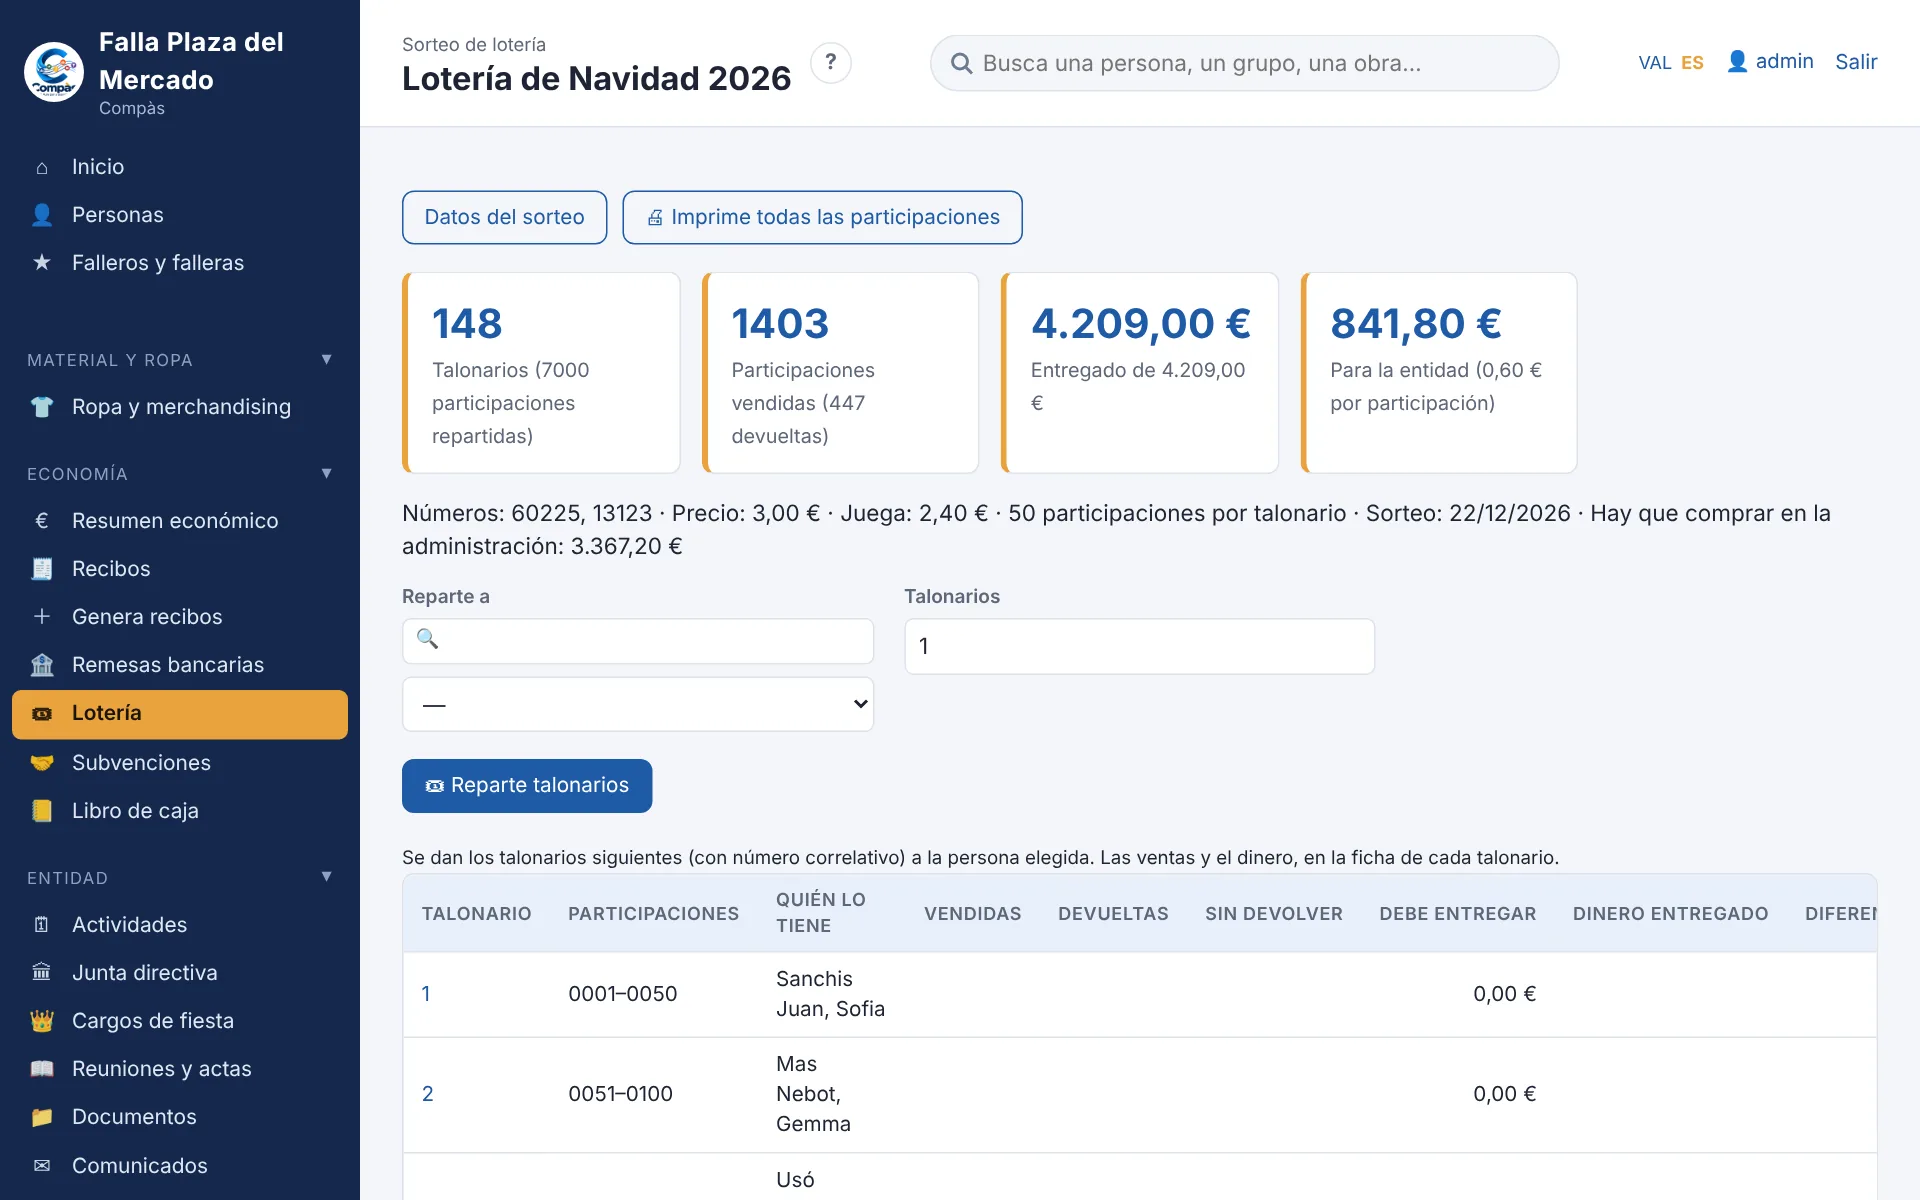 Falla Plaza del
Mercado
Compàs
Inicio
Personas
Falleros y falleras
MATERIAL Y ROPA
Ropa y merchandising
ECONOMÍA
Resumen económico
Recibos
Genera recibos
Remesas bancarias
Lotería
Subvenciones
Libro de caja
ENTIDAD
Actividades
Junta directiva
Cargos de fiesta
Reuniones y actas
Documentos
Comunicados
Sorteo de lotería
Lotería de Navidad 2026
?
Busca una persona, un grupo, una obra...
VAL ES admin Salir
Datos del sorteo
Imprime todas las participaciones
148
Talonarios (7000
participaciones
repartidas)
1403
Participaciones
vendidas (447
devueltas)
4.209,00 €
Entregado de 4.209,00
€
841,80 €
Para la entidad (0,60 €
por participación)
Números: 60225, 13123 · Precio: 3,00 € · Juega: 2,40 € · 50 participaciones por talonario · Sorteo: 22/12/2026 · Hay que comprar en la
administración: 3.367,20 €
Reparte a
Talonarios
1
—
Reparte talonarios
Se dan los talonarios siguientes (con número correlativo) a la persona elegida. Las ventas y el dinero, en la ficha de cada talonario.
TALONARIO PARTICIPACIONES QUIÉN LO TIENE VENDIDAS DEVUELTAS SIN DEVOLVER DEBE ENTREGAR DINERO ENTREGADO DIFEREN
1 0001–0050 Sanchis Juan, Sofia 0,00 €
2 0051–0100 Mas Nebot, Gemma 0,00 €
Usó